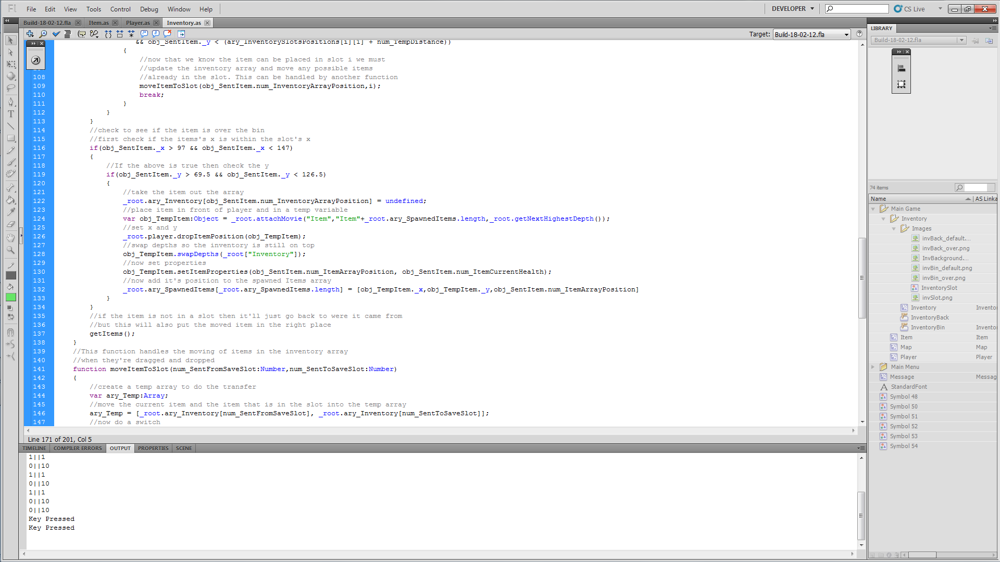 Fl File Edit View Tools Control Debug Window Help DEVELOPER CS Live
Build-18-02-12.fla Item.as Player.as Inventory.as
Target: Build-18-02-12.fla
&& obj_SentItem._y < (ary_InventorySlotsPositions[i][1] + num_TempDistance))
{
//now that we know the item can be placed in slot i we must
//update the inventory array and move any possible items
108 //already in the slot. This can be handled by another function
109 moveItemToSlot(obj_SentItem.num_InventoryArrayPosition,i);
110 break;
111 }
112 }
113 }
114 //check to see if the item is over the bin
115 //first check if the items's x is within the slot's x
116 if(obj_SentItem._x > 97 && obj_SentItem._x < 147)
117 {
118 //If the above is true then check the y
119 if(obj_SentItem._y > 69.5 && obj_SentItem._y < 126.5)
120 {
121 //take the item out the array
122 _root.ary_Inventory[obj_SentItem.num_InventoryArrayPosition] = undefined;
123 //place item in front of player and in a temp variable
124 var obj_TempItem:Object = _root.attachMovie("Item","Item"+_root.ary_SpawnedItems.length,_root.getNextHighestDepth());
125 //set x and y
126 _root.player.dropItemPosition(obj_TempItem);
127 //swap depths so the inventory is still on top
128 obj_TempItem.swapDepths(_root["Inventory"]);
129 //now set properties
130 obj_TempItem.setItemProperties(obj_SentItem.num_ItemArrayPosition, obj_SentItem.num_ItemCurrentHealth);
131 //now add it's position to the spawned Items array
132 _root.ary_SpawnedItems[_root.ary_SpawnedItems.length] = [obj_TempItem._x,obj_TempItem._y,obj_SentItem.num_ItemArrayPosition]
133 }
134 }
135 //if the item is not in a slot then it'll just go back to were it came from
136 //but this will also put the moved item in the right place
137 getItems();
138 }
139 //This function handles the moving of items in the inventory array
140 //when they're dragged and dropped
141 function moveItemToSlot(num_SentFromSaveSlot:Number,num_SentToSaveSlot:Number)
142 {
143 //create a temp array to do the transfer
144 var ary_Temp:Array;
145 //move the current item and the item that is in the slot into the temp array
146 ary_Temp = [_root.ary_Inventory[num_SentFromSaveSlot], _root.ary_Inventory[num_SentToSaveSlot]];
147 //now do a switch
Line 171 of 201, Col 5
TIMELINE COMPILER ERRORS OUTPUT PROPERTIES SCENE
1||1
0||10
1||1
0||10
1||1
0||10
0||10
Key Pressed
Key Pressed
LIBRARY
Build-18-02-12.fla
74 items
Name AS Linka
Main Game
Inventory
Images
invBack_default....
invBack_over.png
InvBackground....
invBin_default.png
invBin_over.png
InventorySlot
invSlot.png
Inventory Invento
InventoryBack
InventoryBin Invento
Item Item
Map Map
Player Player
Main Menu
Message Messag
StandardFont
Symbol 48
Symbol 50
Symbol 51
Symbol 52
Symbol 53
Symbol 54